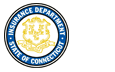 INSURANCE DEPARTMENT
STATE OF CONNECTICUT